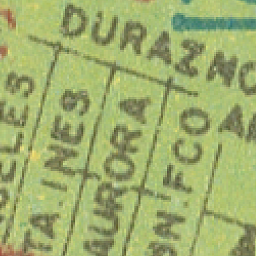 DURAZNO
ELES
TA. INES
AURORA
SN. FCO
A